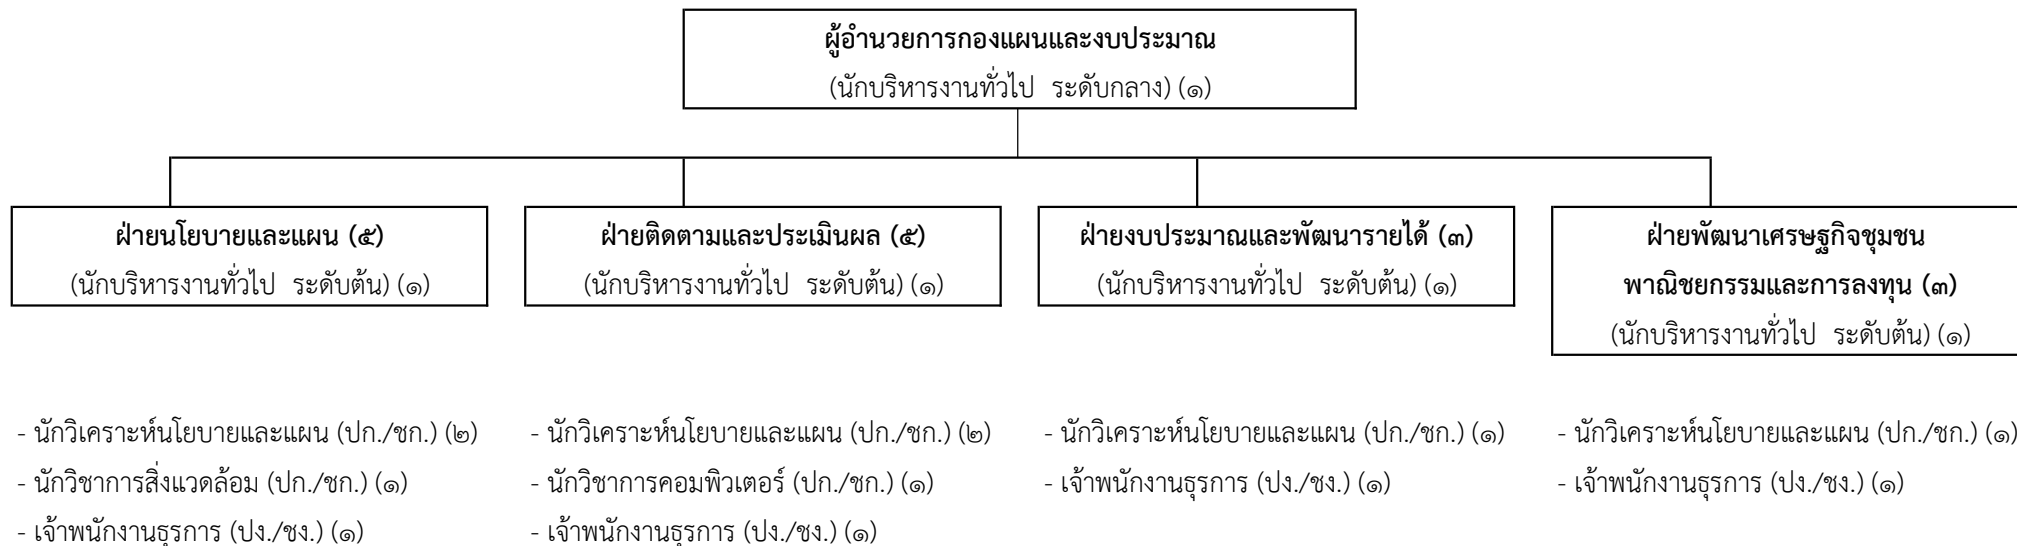 ผู้อำนวยการกองแผนและงบประมาณ
(นักบริหารงานทั่วไป ระดับกลาง) (๑)
ฝ่ายนโยบายและแผน (๕)
(นักบริหารงานทั่วไป ระดับต้น) (๑)
ฝ่ายติดตามและประเมินผล (๕)
(นักบริหารงานทั่วไป ระดับต้น) (๑)
ฝ่ายงบประมาณและพัฒนารายได้ (๓)
(นักบริหารงานทั่วไป ระดับต้น) (๑)
ฝ่ายพัฒนาเศรษฐกิจชุมชน
พาณิชยกรรมและการลงทุน (๓)
(นักบริหารงานทั่วไป ระดับต้น) (๑)
- นักวิเคราะห์นโยบายและแผน (ปก./ชก.) (๒)
- นักวิชาการสิ่งแวดล้อม (ปก./ชก.) (๑)
- เจ้าพนักงานธุรการ (ปง./ชง.) (๑)
- นักวิเคราะห์นโยบายและแผน (ปก./ชก.) (๒)
- นักวิชาการคอมพิวเตอร์ (ปก./ชก.) (๑)
- เจ้าพนักงานธุรการ (ปง./ชง.) (๑)
- นักวิเคราะห์นโยบายและแผน (ปก./ชก.) (๑)
- เจ้าพนักงานธุรการ (ปง./ชง.) (๑)
- นักวิเคราะห์นโยบายและแผน (ปก./ชก.) (๑)
- เจ้าพนักงานธุรการ (ปง./ชง.) (๑)